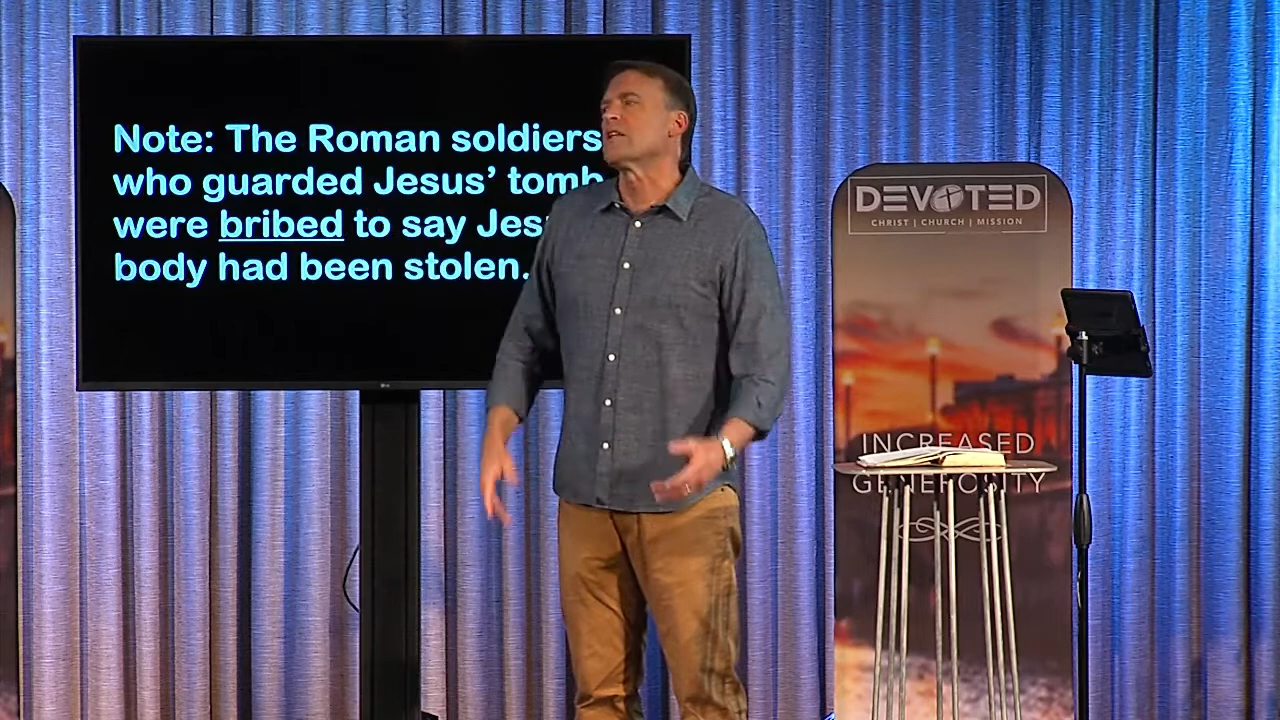 Note: The Roman soldiers
who guarded Jesus’ tomb
were bribed to say
body had been stolen.
DEVOTED
CHRIST | CHURCH | MISSION
INCREASED
GENEROSITY
LG